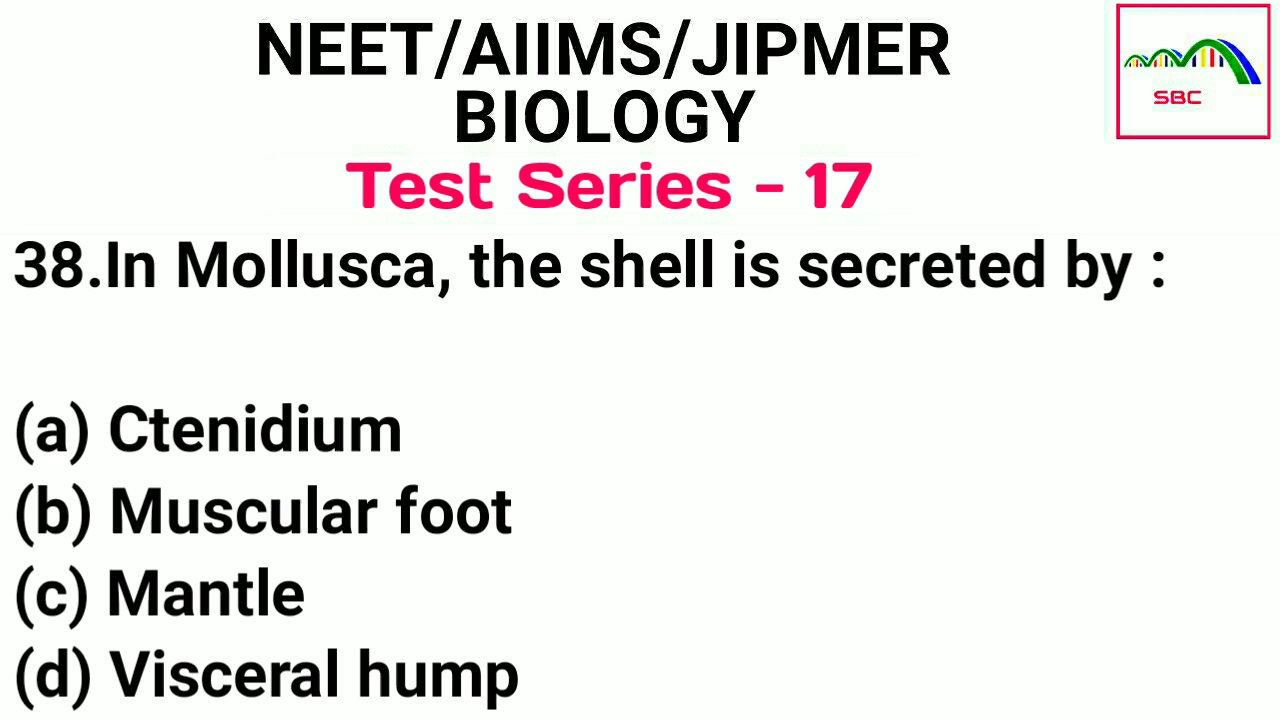 NEET/AIIMS/JIPMER
BIOLOGY
SBC
Test Series - 17
38.In Mollusca, the shell is secreted by :
(a) Ctenidium
(b) Muscular foot
(c) Mantle
(d) Visceral hump